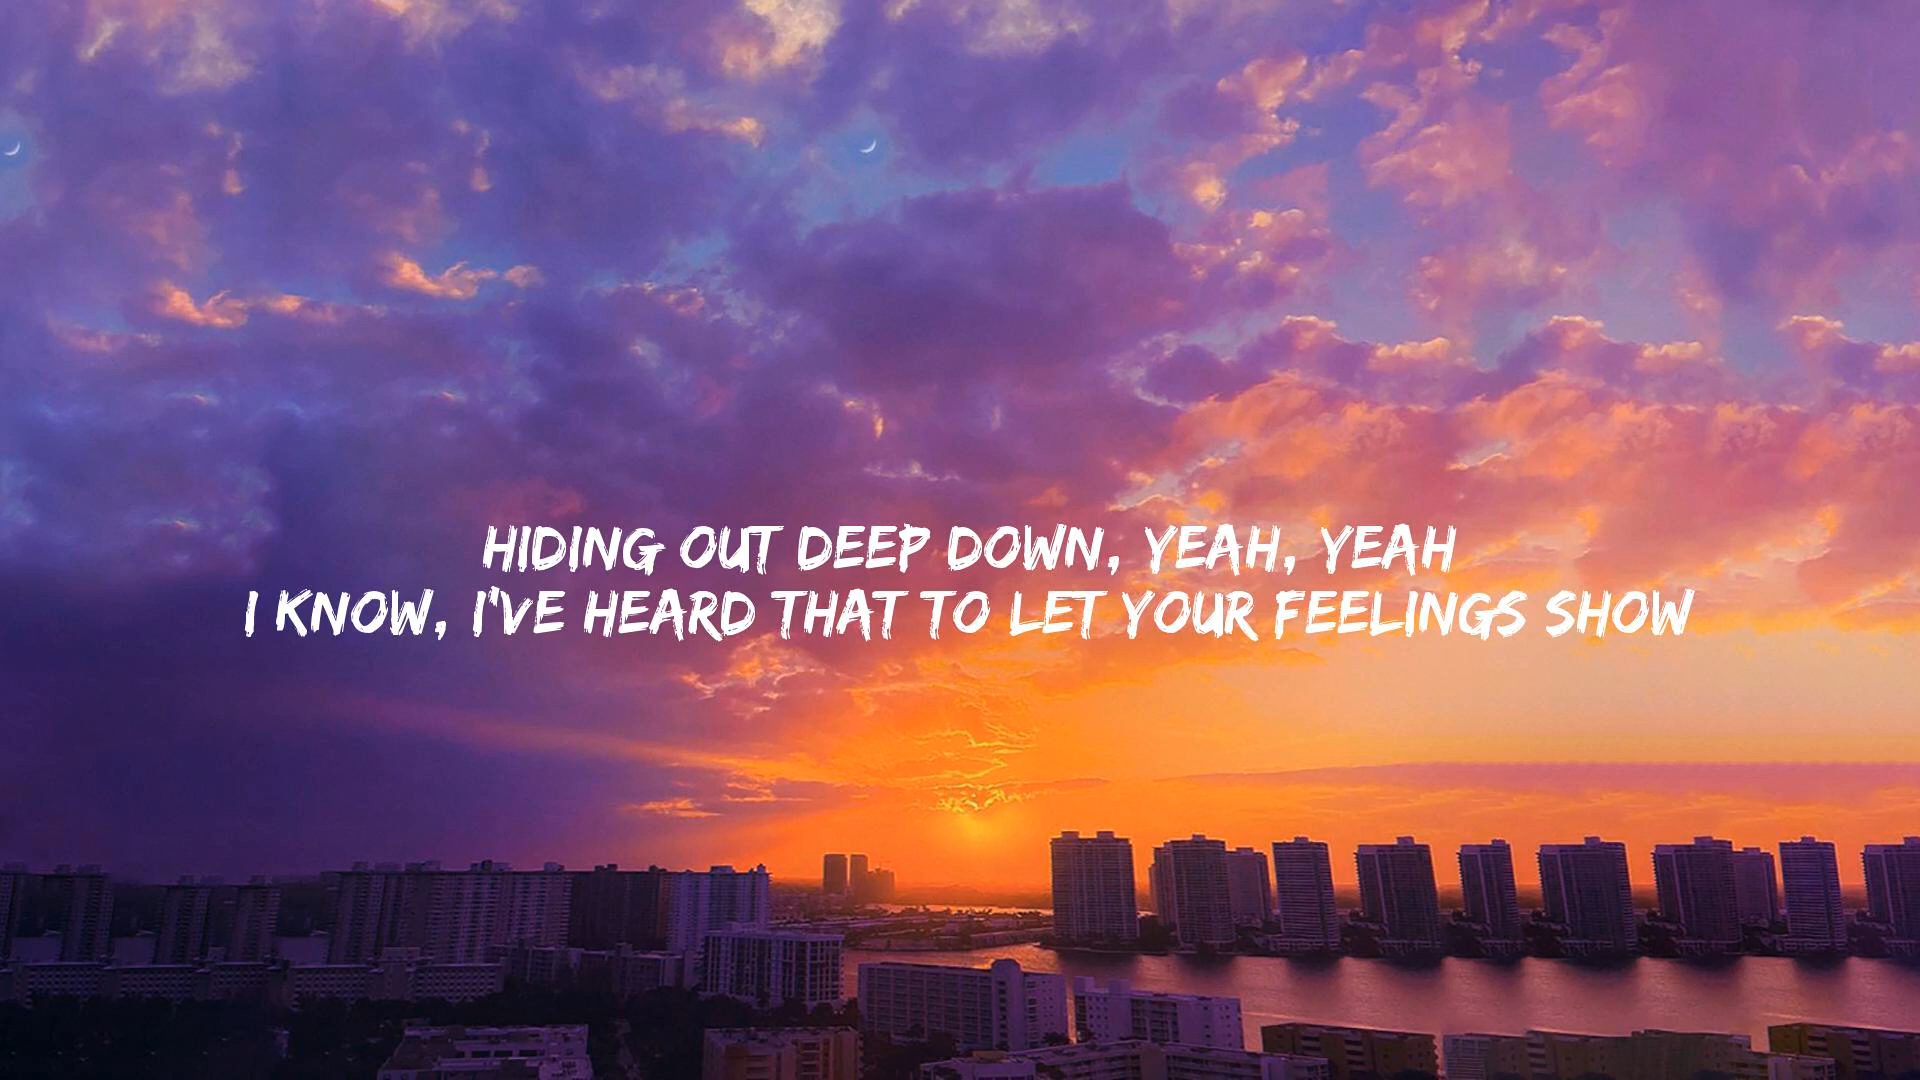 HIDING OUT DEEP DOWN, YEAH, YEAH
I KNOW, I'VE HEARD THAT TO LET YOUR FEELINGS SHOW